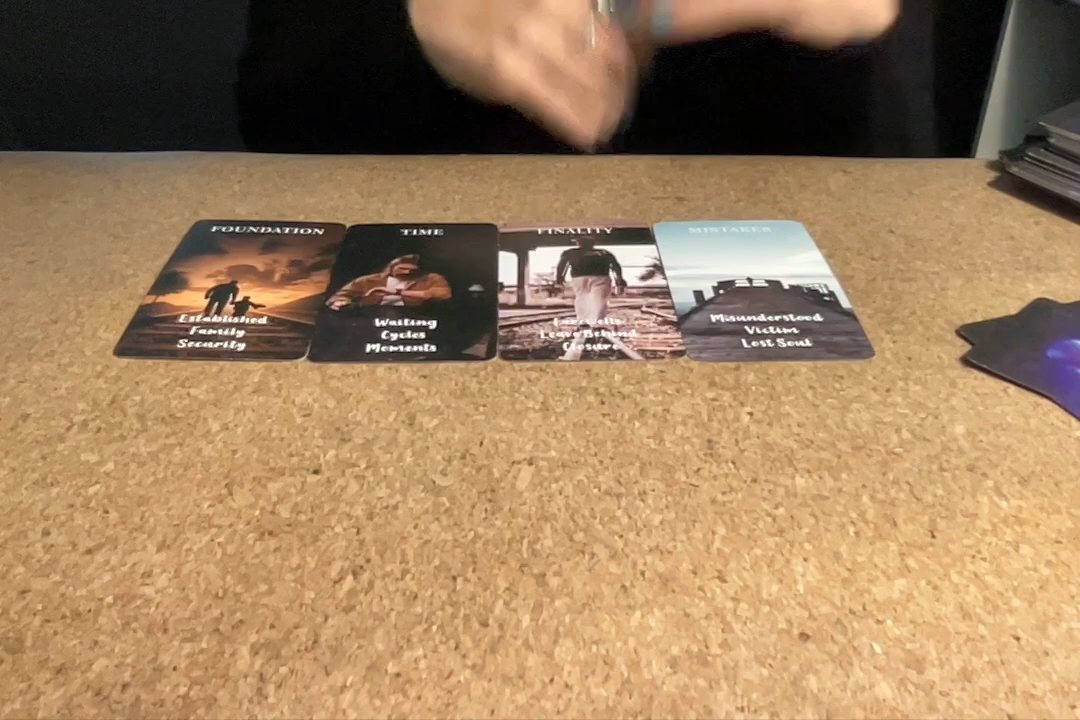 FOUNDATION
Established
Family
Security
TIME
Waiting
Cycles
Moments
FINALITY
Farewells
Leave Behind
Closure
MISTAKES
Misunderstood
Victim
Lost Soul